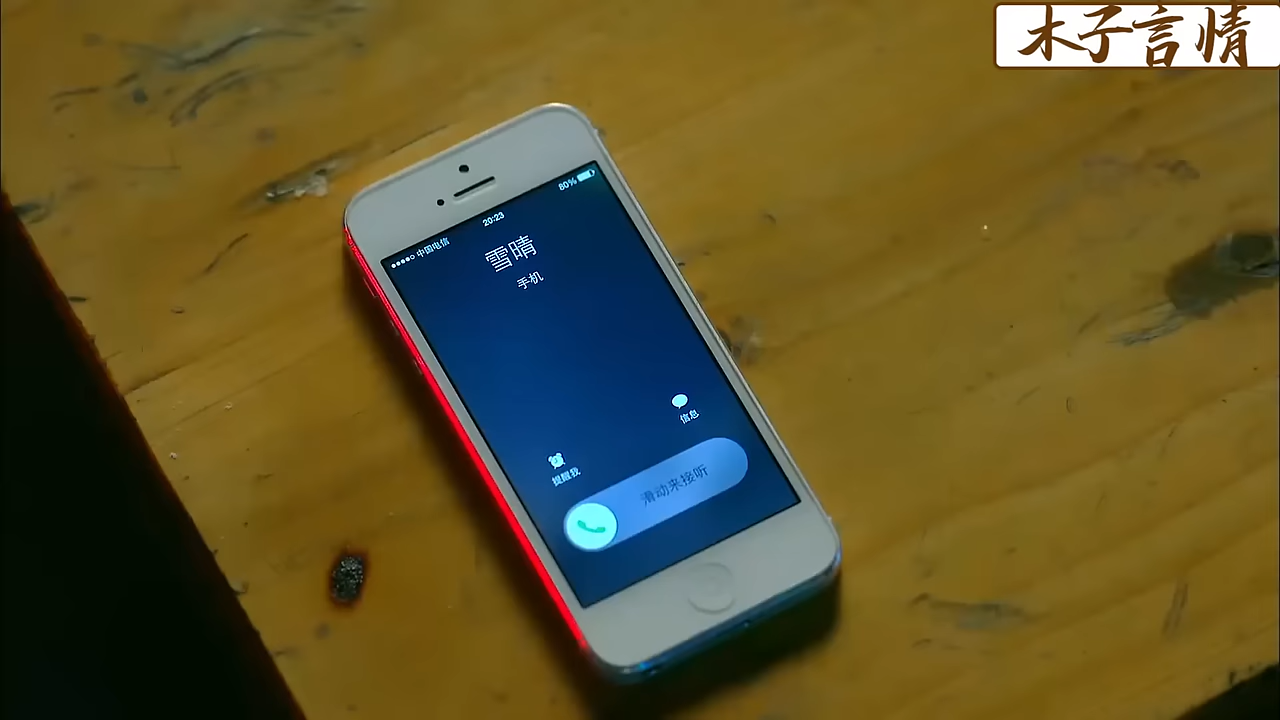 木子言情
中国电信 20:23 80%
雪晴
手机
提醒我 信息
滑动来接听